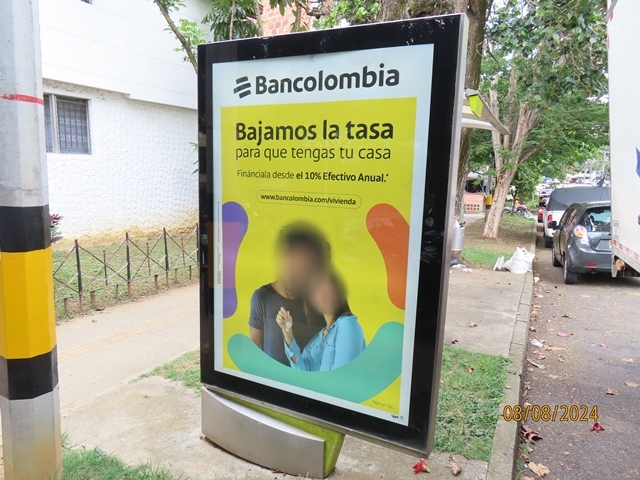 Bancolombia
Bajamos la tasa
para que tengas tu casa
Fináncíala desde el 10% Efectivo Anual.*
www.bancolombia.com/vivienda
08/08/2024